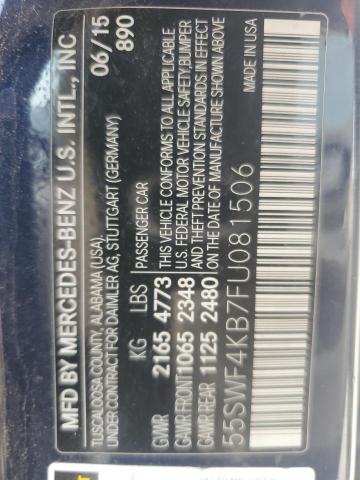 MFD BY MERCEDES-BENZ U.S. INTL., INC 06/15
TUSCALOOSA COUNTY, ALABAMA (USA). 890
UNDER CONTRACT FOR DAIMLER AG, STUTTGART (GERMANY)
KG LBS PASSENGER CAR
GVWR 2165 4773 THIS VEHICLE CONFORMS TO ALL APPLICABLE
GAWR FRONT 1065 2348 U.S. FEDERAL MOTOR VEHICLE SAFETY, BUMPER
GAWR REAR 1125 2480 AND THEFT PREVENTION STANDARDS IN EFFECT
ON THE DATE OF MANUFACTURE SHOWN ABOVE
55SWF4KB7FU081506 MADE IN USA